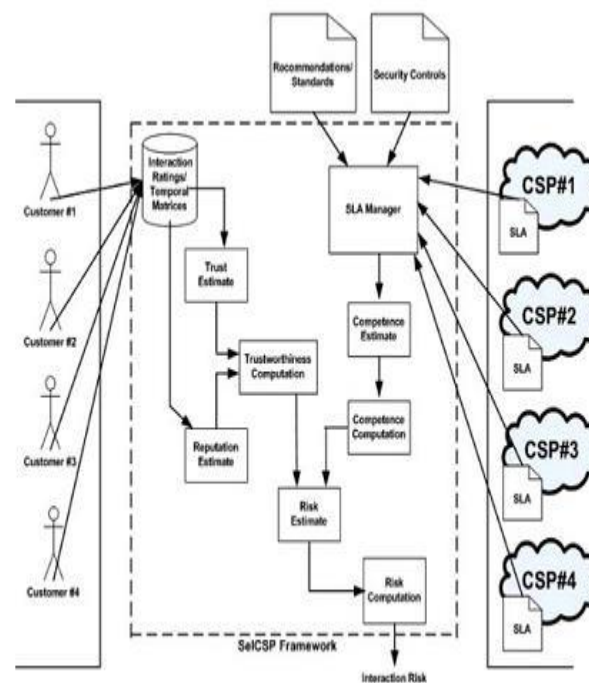 Recommendations/
Standards
Security Controls
Customer #1
Customer #2
Customer #3
Customer #4
Interaction
Ratings/
Temporal
Matrices
SLA Manager
Trust
Estimate
Trustworthiness
Computation
Reputation
Estimate
Competence
Estimate
Competence
Computation
Risk
Estimate
Risk
Computation
SelCSP Framework
Interaction Risk
CSP#1
SLA
CSP#2
SLA
CSP#3
SLA
CSP#4
SLA